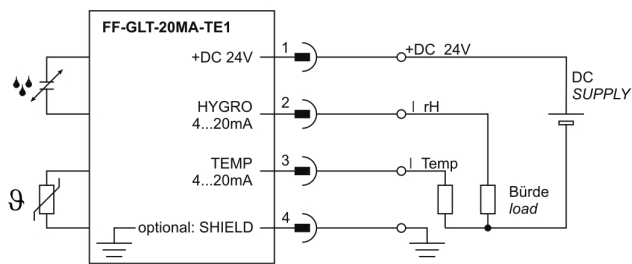 FF-GLT-20MA-TE1
+DC 24V
1
+DC 24V
DC
SUPPLY
HYGRO
4...20mA
2
I rH
TEMP
4...20mA
3
I Temp
Bürde
load
ϑ
optional: SHIELD
4